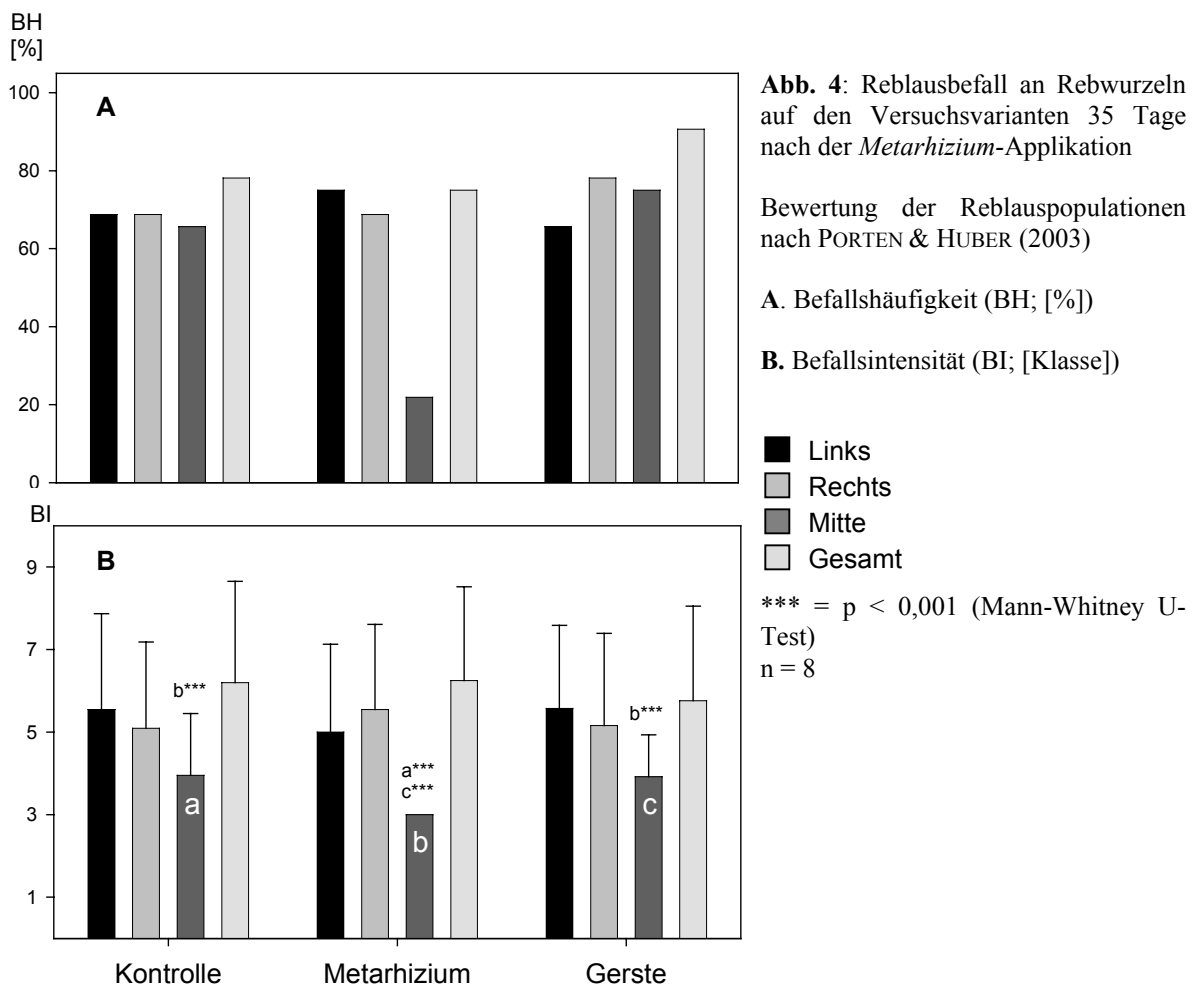 BH
[%]
100
80
60
40
20
0
A
BI
9
7
5
3
1
B
b***
a
a***
c***
b
b***
c
Kontrolle
Metarhizium
Gerste
Abb. 4: Reblausbefall an Rebwurzeln
auf den Versuchsvarianten 35 Tage
nach der Metarhizium-Applikation
Bewertung der Reblauspopulationen
nach PORTEN & HUBER (2003)
A. Befallshäufigkeit (BH; [%])
B. Befallsintensität (BI; [Klasse])
Links
Rechts
Mitte
Gesamt
*** = p < 0,001 (Mann-Whitney U-
Test)
n = 8